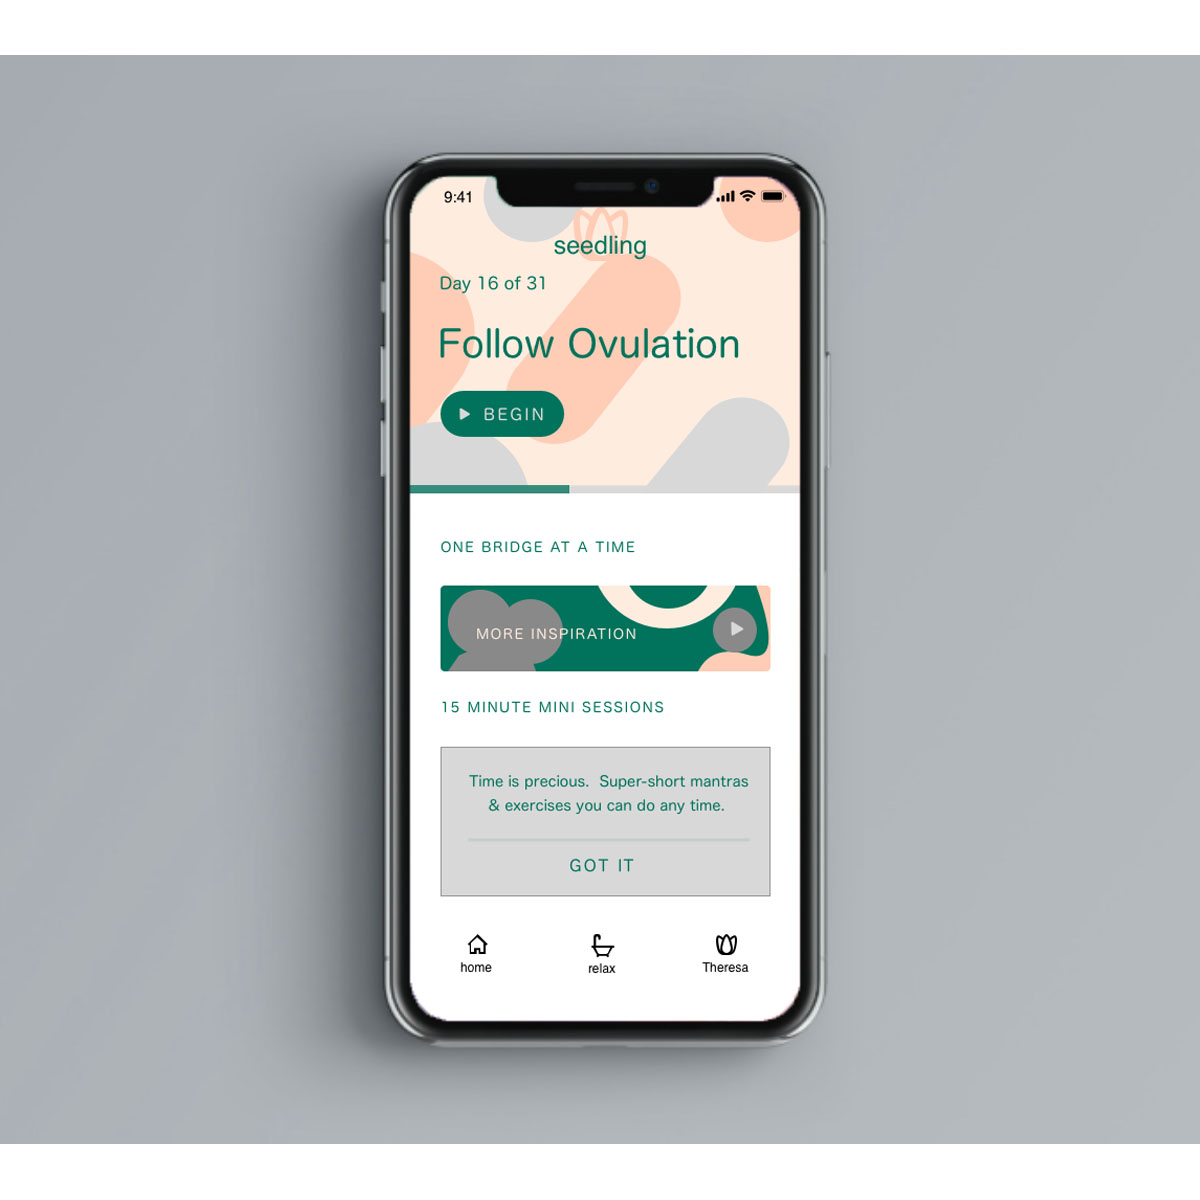 9:41
seedling
Day 16 of 31
Follow Ovulation
BEGIN
ONE BRIDGE AT A TIME
MORE INSPIRATION
15 MINUTE MINI SESSIONS
Time is precious.  Super-short mantras
& exercises you can do any time.
GOT IT
home
relax
Theresa